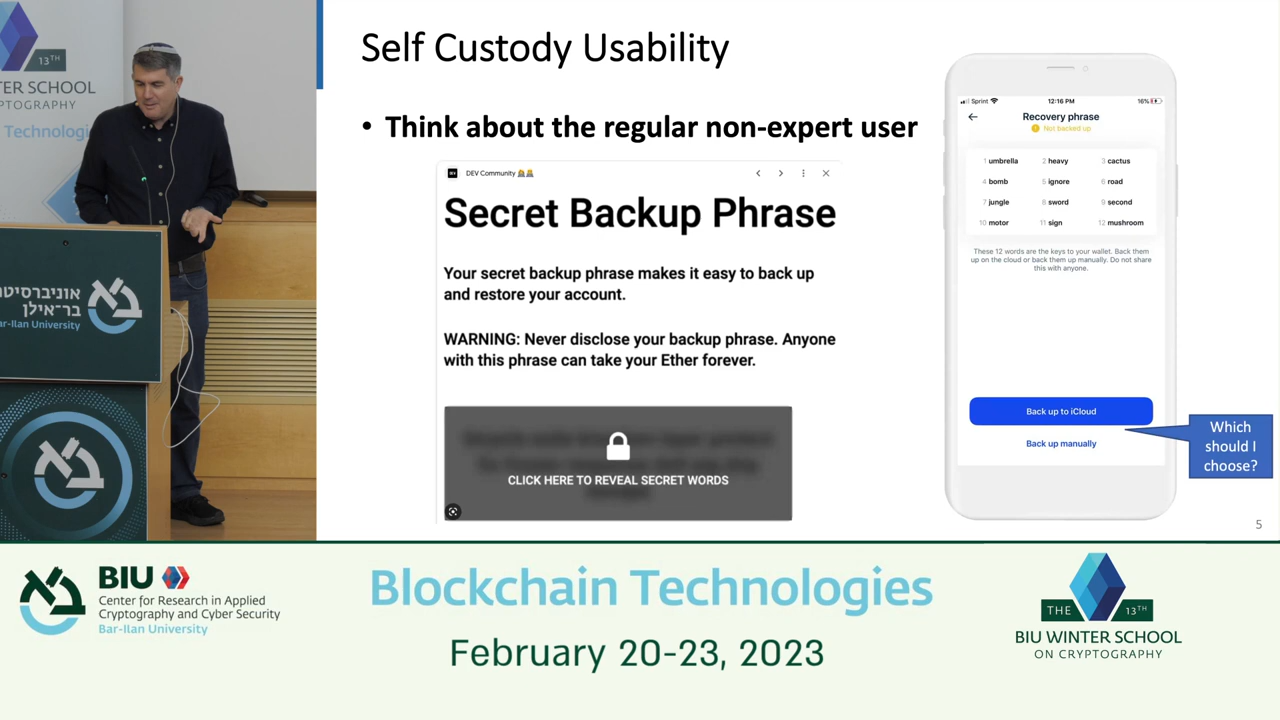 13TH
TER SCHOOL
PTOGRAPHY
Technologi
אוניברסיטת
בר־אילן
ar-Ilan University
Self Custody Usability
• Think about the regular non-expert user
DEV Community
Secret Backup Phrase
Your secret backup phrase makes it easy to back up
and restore your account.
WARNING: Never disclose your backup phrase. Anyone
with this phrase can take your Ether forever.
CLICK HERE TO REVEAL SECRET WORDS
Sprint 12:16 PM 16%
Recovery phrase
Not backed up
1 umbrella 2 heavy 3 cactus
4 bomb 5 ignore 6 road
7 jungle 8 sword 9 second
10 motor 11 sign 12 mushroom
These 12 words are the keys to your wallet. Back them
up on the cloud or back them up manually. Do not share
this with anyone.
Back up to iCloud
Back up manually
Which
should I
choose?
5
BIU
Center for Research in Applied
Cryptography and Cyber Security
Bar-Ilan University
Blockchain Technologies
February 20-23, 2023
THE 13TH
BIU WINTER SCHOOL
ON CRYPTOGRAPHY